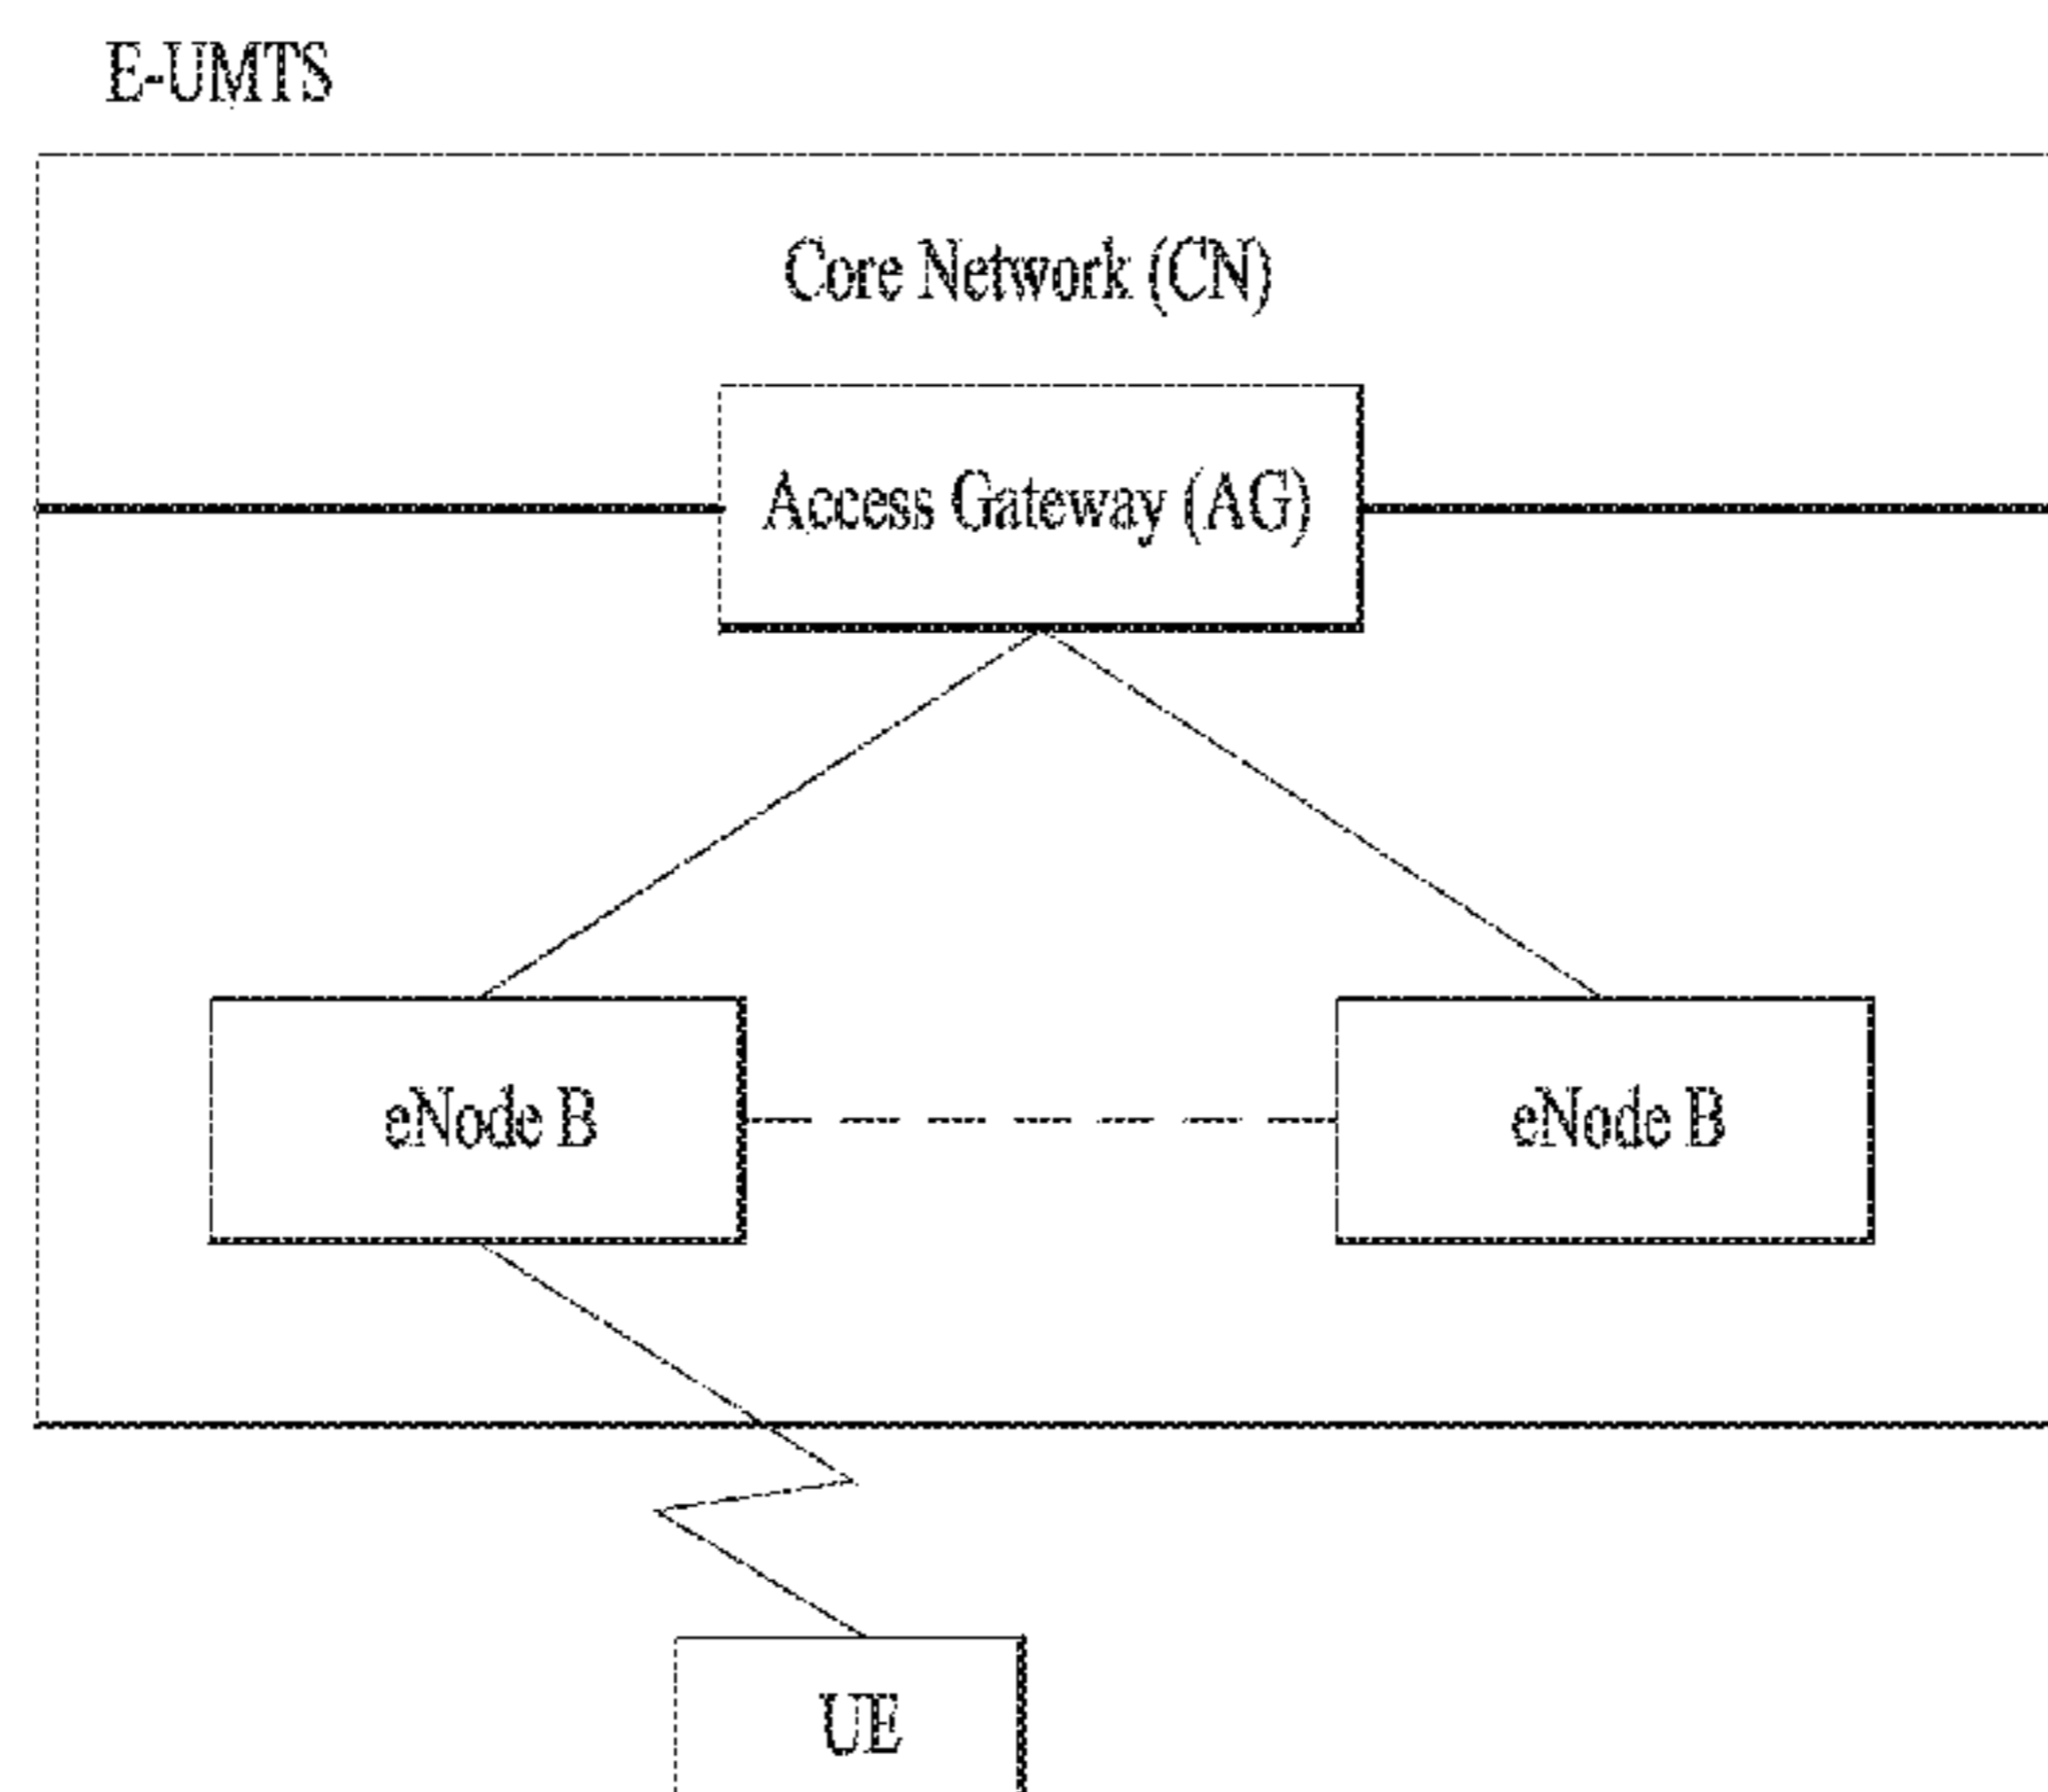 E-UMTS
Core Network (CN)
Access Gateway (AG)
eNode B
eNode B
UE